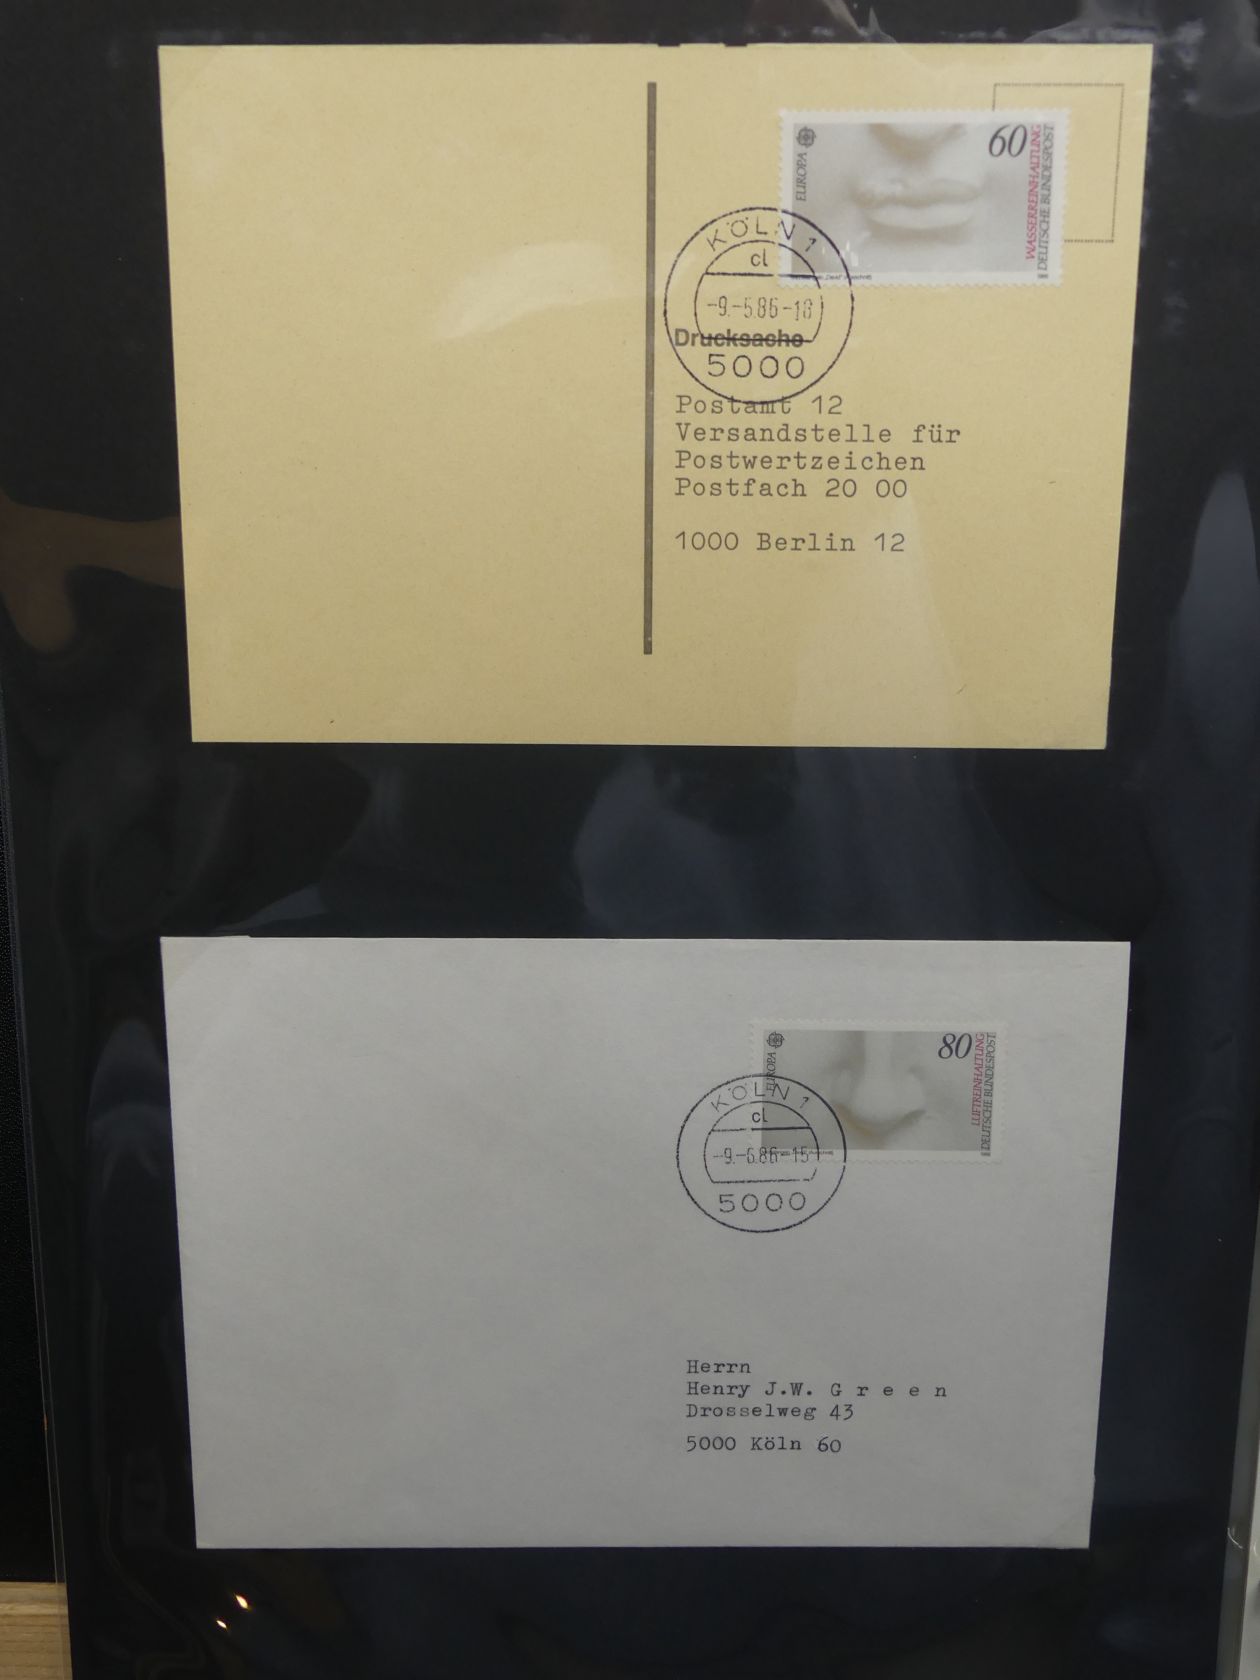 EUROPA
60
WASSERREINHALTUNG
DEUTSCHE BUNDESPOST
KÖLN 1
cl
-9.-5.86-18
5000
Drucksache
Postamt 12
Versandstelle für
Postwertzeichen
Postfach 20 00
1000 Berlin 12
EUROPA
80
LUFTREINHALTUNG
DEUTSCHE BUNDESPOST
KÖLN 1
cl
-9.-6.86-15
5000
Herrn
Henry J.W. G r e e n
Drosselweg 43
5000 Köln 60